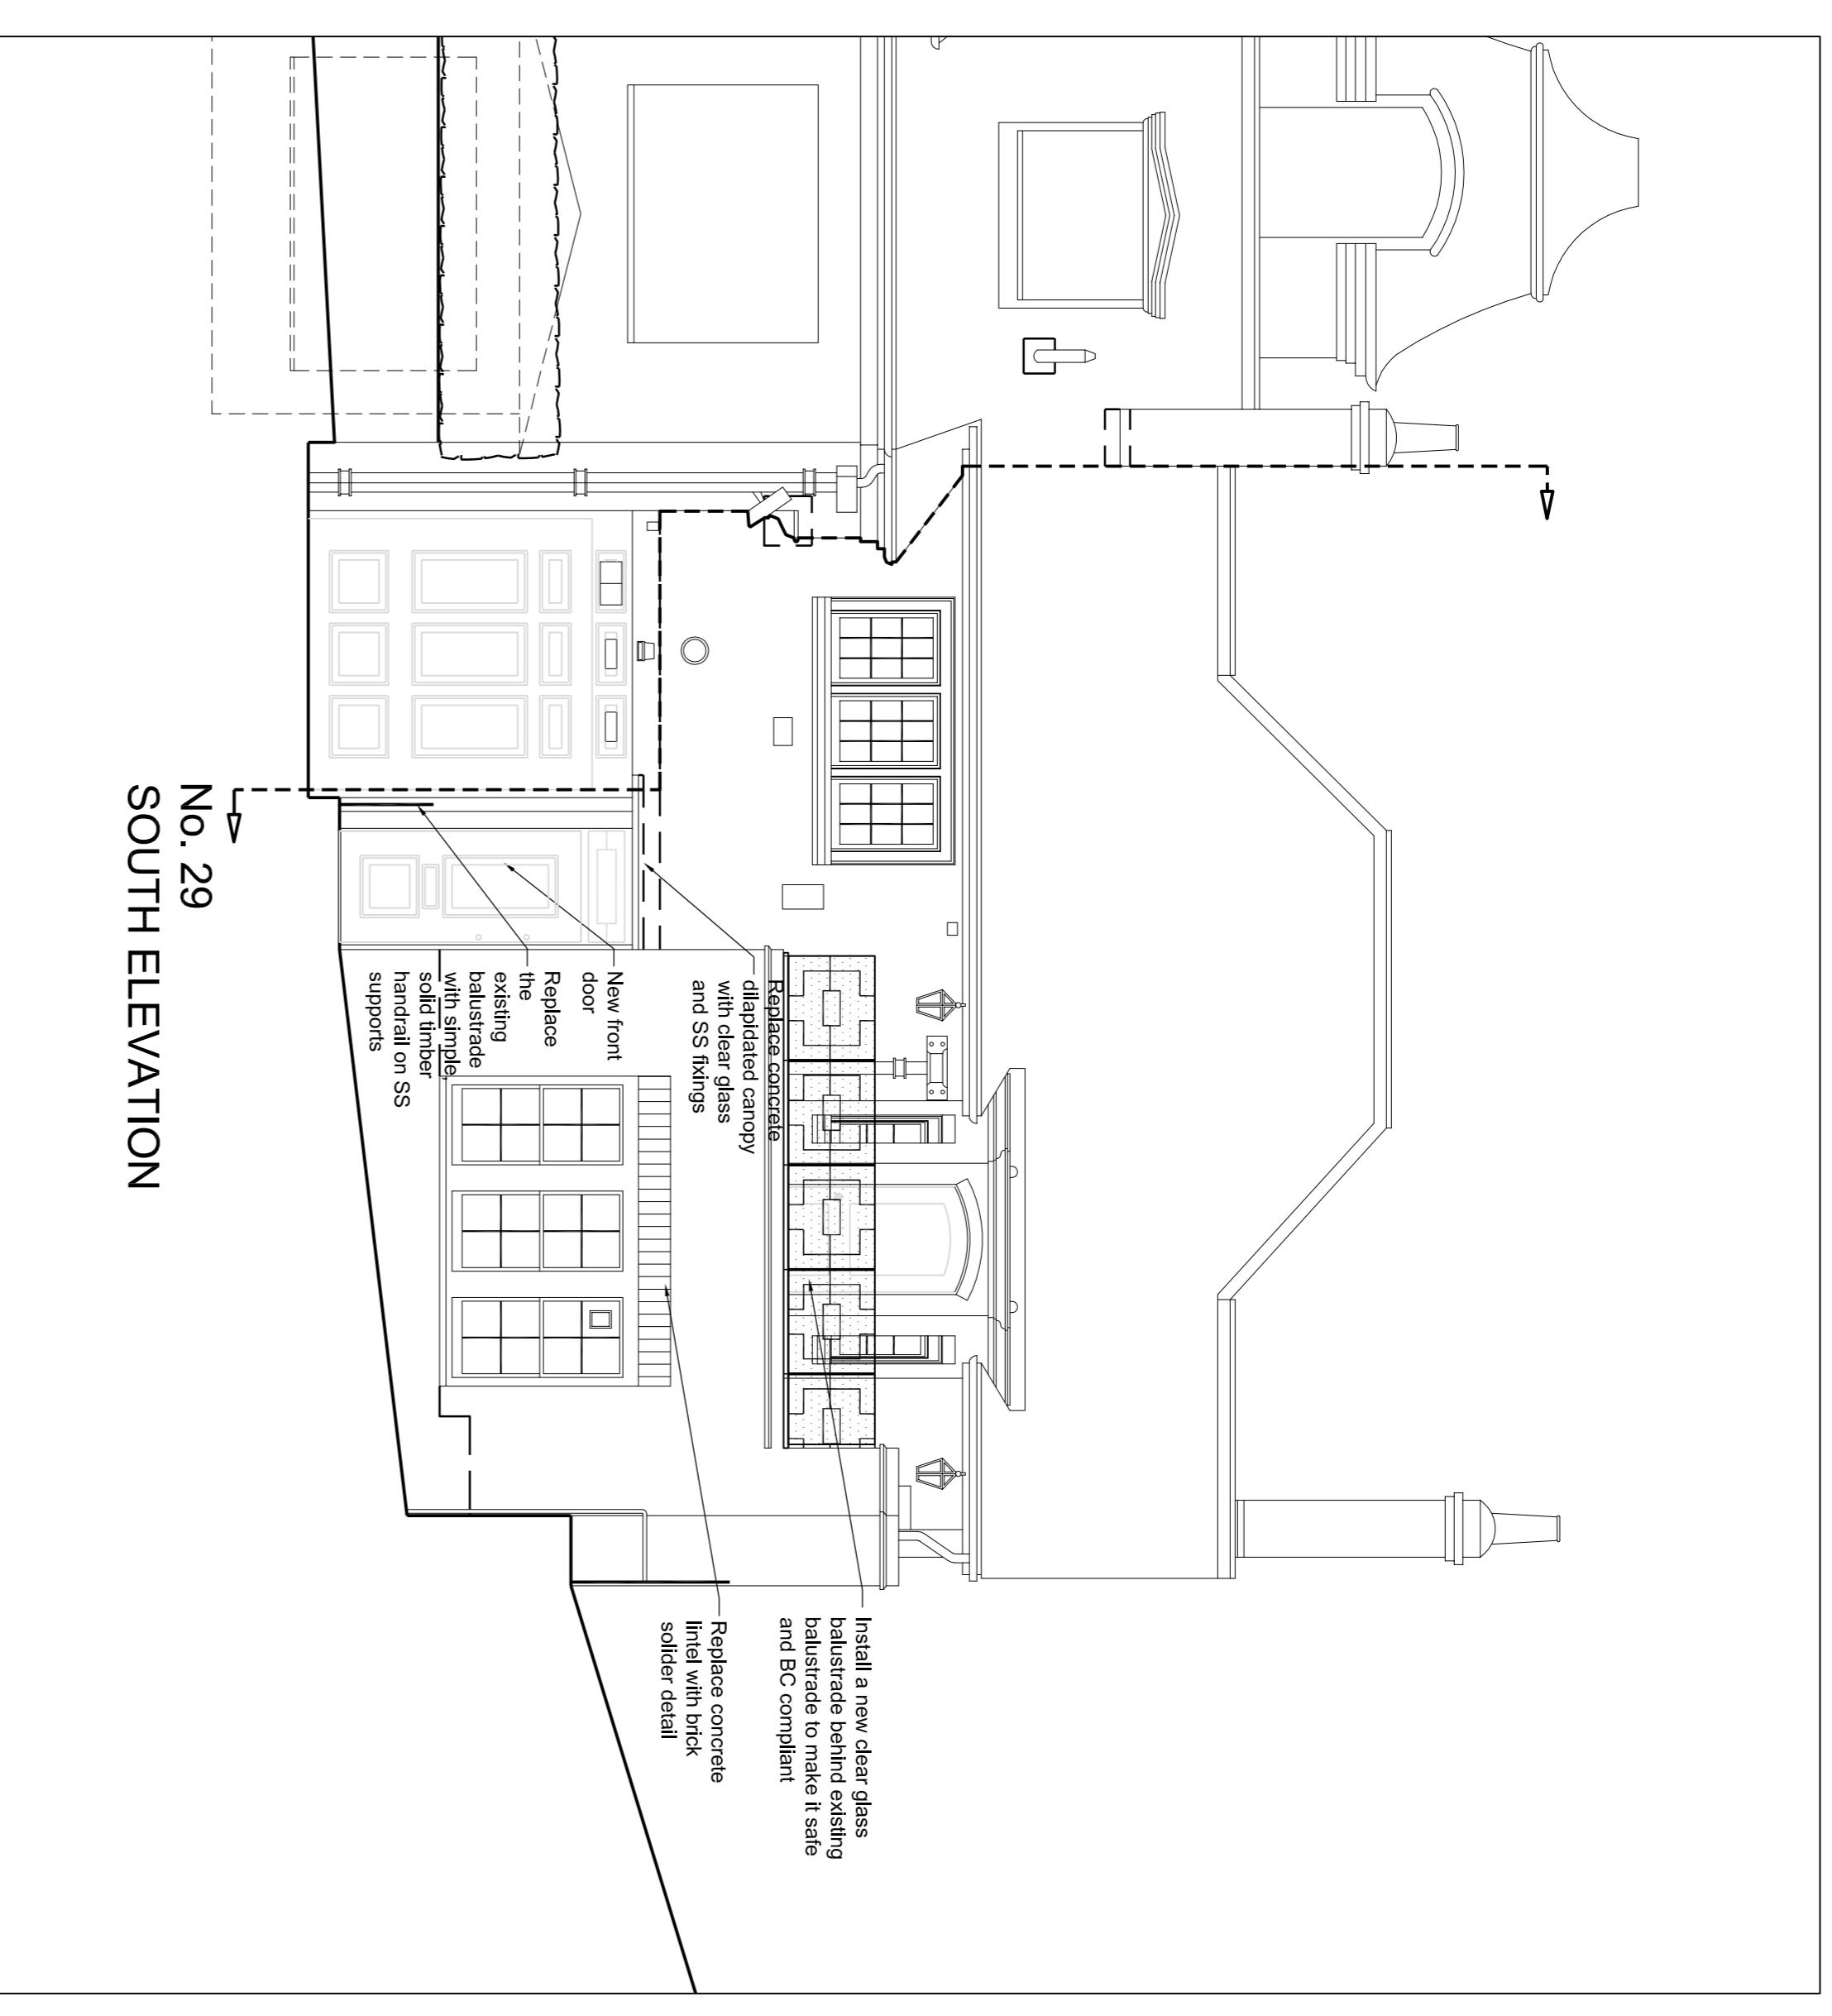 Install a new clear glass
balustrade behind existing
balustrade to make it safe
and BC compliant
Replace concrete
dilapidated canopy
with clear glass
and SS fixings
Replace concrete
lintel with brick
solider detail
New front
door
Replace
the
existing
balustrade
with simple,
solid timber
handrail on SS
supports
No. 29
SOUTH ELEVATION